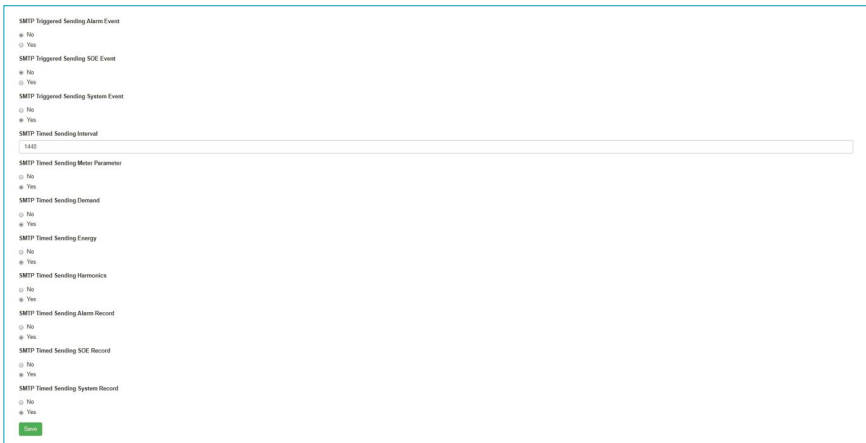 SMTP Triggered Sending Alarm Event
No
Yes
SMTP Triggered Sending SOE Event
No
Yes
SMTP Triggered Sending System Event
No
Yes
SMTP Timed Sending Interval
1440
SMTP Timed Sending Meter Parameter
No
Yes
SMTP Timed Sending Demand
No
Yes
SMTP Timed Sending Energy
No
Yes
SMTP Timed Sending Harmonics
No
Yes
SMTP Timed Sending Alarm Record
No
Yes
SMTP Timed Sending SOE Record
No
Yes
SMTP Timed Sending System Record
No
Yes
Save